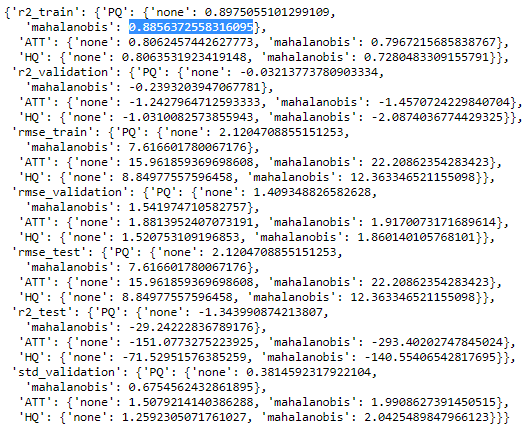 {'r2_train': {'PQ': {'none': 0.8975055101299109,
'mahalanobis': 0.8856372558316095},
'ATT': {'none': 0.8062457442627773, 'mahalanobis': 0.7967215685838767},
'HQ': {'none': 0.8063531923419148, 'mahalanobis': 0.7280483309155791}},
'r2_validation': {'PQ': {'none': -0.03213773780903334,
'mahalanobis': -0.2393203947067781},
'ATT': {'none': -1.2427964712593333, 'mahalanobis': -1.4570724229840704},
'HQ': {'none': -1.0310082573855943, 'mahalanobis': -2.0874036774429325}},
'rmse_train': {'PQ': {'none': 2.1204708855151253,
'mahalanobis': 7.616601780067176},
'ATT': {'none': 15.961859369698608, 'mahalanobis': 22.20862354283423},
'HQ': {'none': 8.84977557596458, 'mahalanobis': 12.363346521155098}},
'rmse_validation': {'PQ': {'none': 1.409348826582628,
'mahalanobis': 1.541974710582757},
'ATT': {'none': 1.8813952407073191, 'mahalanobis': 1.9170073171689614},
'HQ': {'none': 1.520753109196853, 'mahalanobis': 1.860140105768101}},
'rmse_test': {'PQ': {'none': 2.1204708855151253,
'mahalanobis': 7.616601780067176},
'ATT': {'none': 15.961859369698608, 'mahalanobis': 22.20862354283423},
'HQ': {'none': 8.84977557596458, 'mahalanobis': 12.363346521155098}},
'r2_test': {'PQ': {'none': -1.343990874213807,
'mahalanobis': -29.24222836789176},
'ATT': {'none': -151.0773275223925, 'mahalanobis': -293.40202747845024},
'HQ': {'none': -71.52951576385259, 'mahalanobis': -140.55406542817695}},
'std_validation': {'PQ': {'none': 0.3814592317922104,
'mahalanobis': 0.6754562432861895},
'ATT': {'none': 1.5079214140386288, 'mahalanobis': 1.9908627391450515},
'HQ': {'none': 1.2592305071761027, 'mahalanobis': 2.0425489847966123}}}